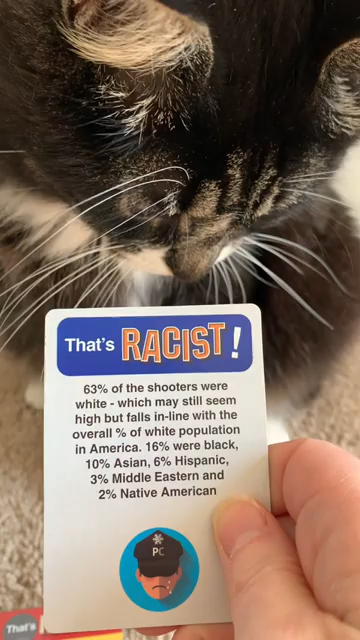 That's RACIST!
63% of the shooters were
white - which may still seem
high but falls in-line with the
overall % of white population
in America. 16% were black,
10% Asian, 6% Hispanic,
3% Middle Eastern and
2% Native American
PC
That's